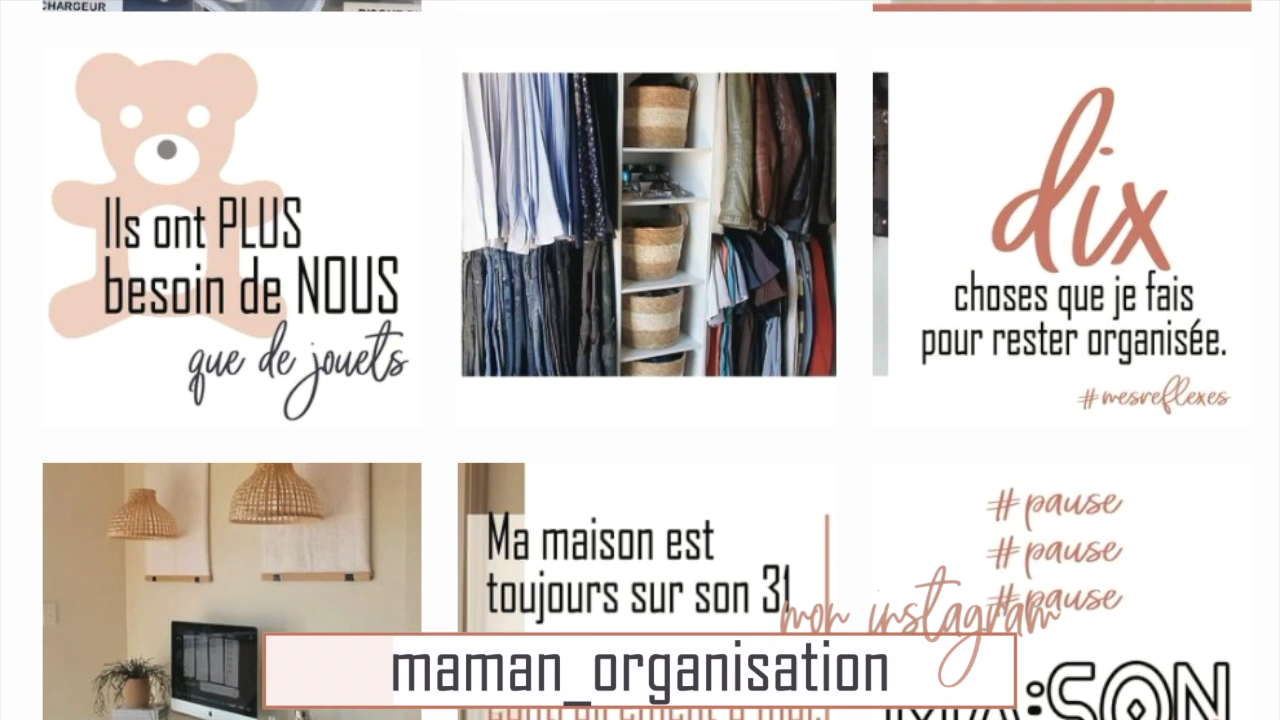 CHARGEUR
Ils ont PLUS
besoin de NOUS
que de jouets
dix
choses que je fais
pour rester organisée.
#mesreflexes
Ma maison est
toujours sur son 31
#pause
#pause
#pause
mon instagram
maman_organisation